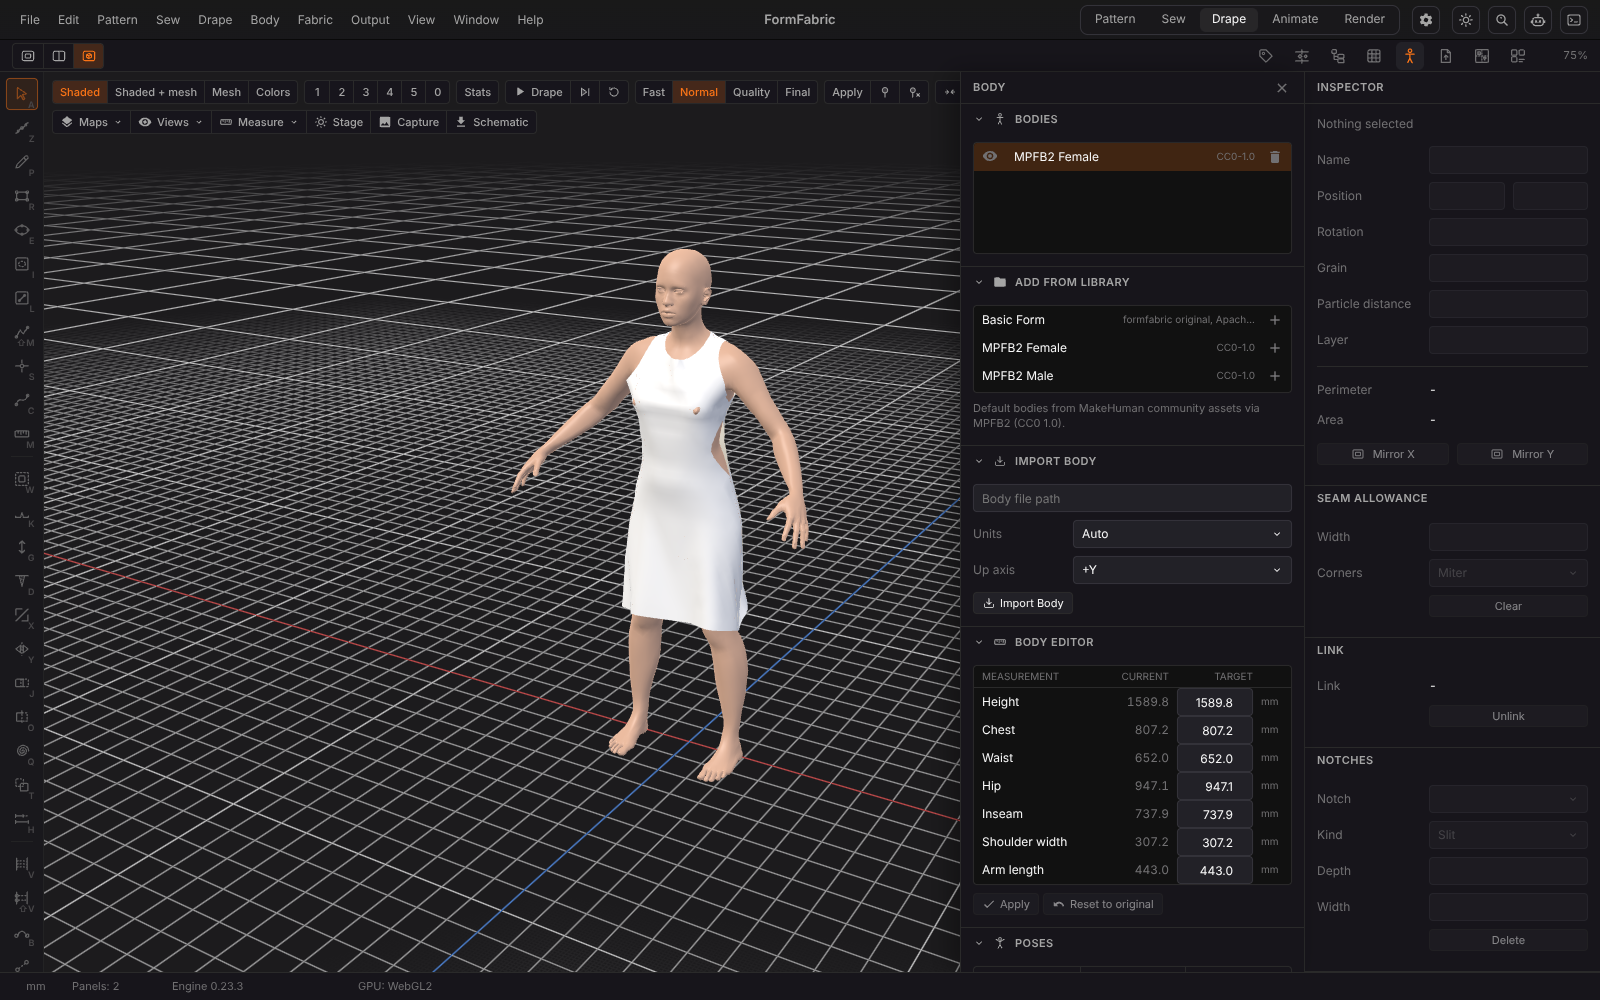 File Edit Pattern Sew Drape Body Fabric Output View Window Help
FormFabric
Pattern Sew Drape Animate Render
75%
Shaded Shaded + mesh Mesh Colors 1 2 3 4 5 0 Stats Drape Fast Normal Quality Final Apply
Maps Views Measure Stage Capture Schematic
A
Z
P
R
E
I
L
⇧M
S
C
M
W
K
G
D
X
Y
J
O
Q
T
H
V
⇧V
B
BODY
BODIES
MPFB2 Female CC0-1.0
ADD FROM LIBRARY
Basic Form formfabric original, Apach...
MPFB2 Female CC0-1.0
MPFB2 Male CC0-1.0
Default bodies from MakeHuman community assets via
MPFB2 (CC0 1.0).
IMPORT BODY
Body file path
Units Auto
Up axis +Y
Import Body
BODY EDITOR
MEASUREMENT CURRENT TARGET
Height 1589.8 1589.8 mm
Chest 807.2 807.2 mm
Waist 652.0 652.0 mm
Hip 947.1 947.1 mm
Inseam 737.9 737.9 mm
Shoulder width 307.2 307.2 mm
Arm length 443.0 443.0 mm
Apply Reset to original
POSES
INSPECTOR
Nothing selected
Name
Position
Rotation
Grain
Particle distance
Layer
Perimeter -
Area -
Mirror X Mirror Y
SEAM ALLOWANCE
Width
Corners Miter
Clear
LINK
Link -
Unlink
NOTCHES
Notch
Kind Slit
Depth
Width
Delete
mm Panels: 2 Engine 0.23.3 GPU: WebGL2